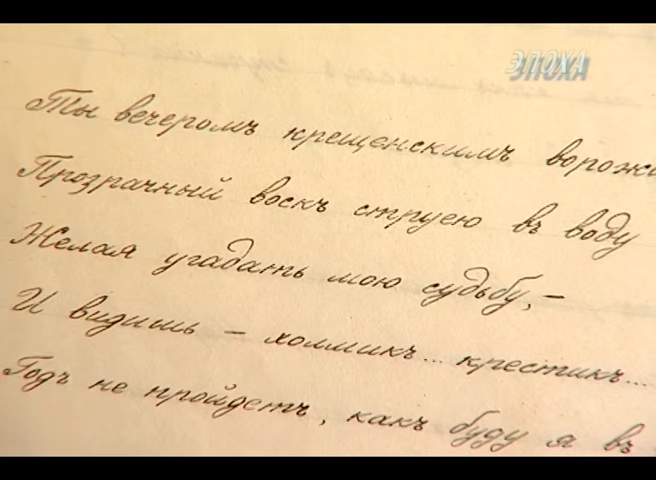 ЭПОХА
Ты вечеромъ крещенскимъ ворожи
Прозрачный воскъ струею въ воду
Желая угадать мою судьбу,–
И видишь – холмикъ... крестикъ...
Годъ не пройдетъ, какъ буду я въ